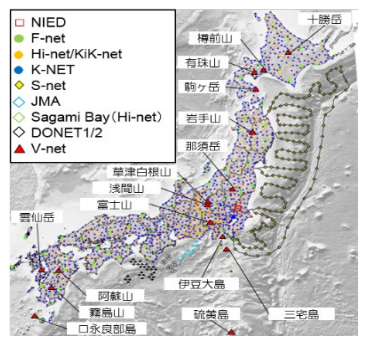 NIED
F-net
Hi-net/KiK-net
K-NET
S-net
JMA
Sagami Bay(Hi-net)
DONET1/2
V-net
十勝岳
樽前山
有珠山
駒ヶ岳
岩手山
那須岳
草津白根山
浅間山
富士山
雲仙岳
阿蘇山
霧島山
口永良部島
伊豆大島
三宅島
硫黄島